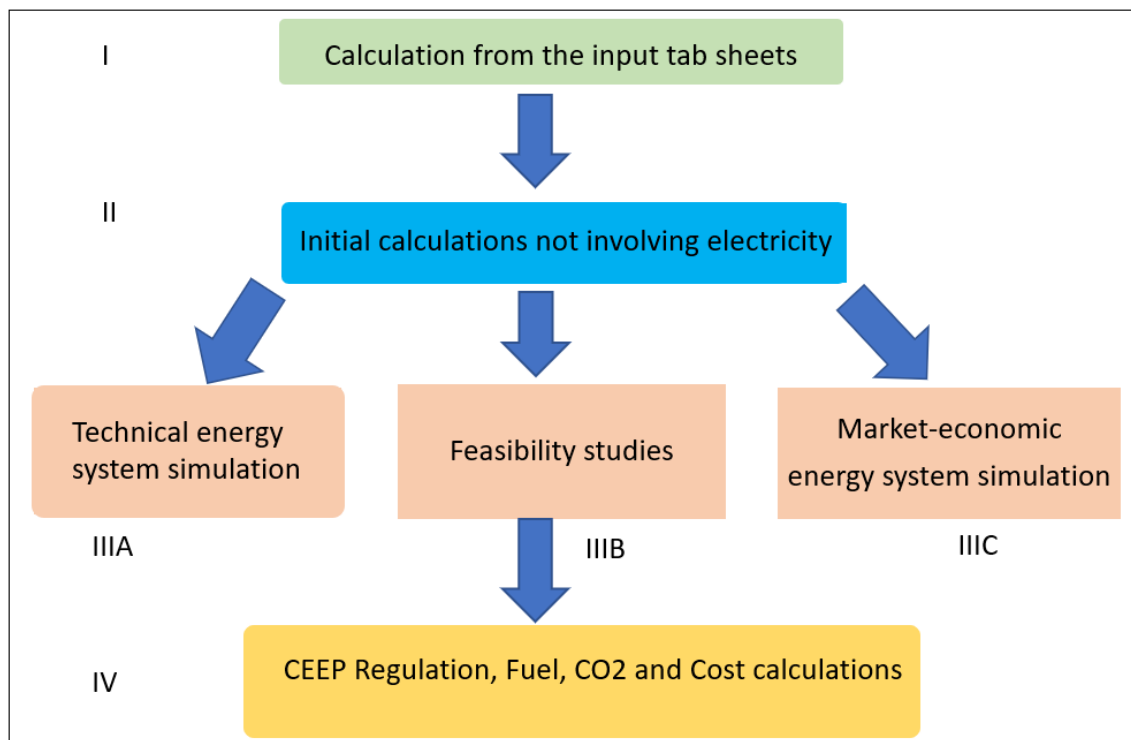 I
Calculation from the input tab sheets
II
Initial calculations not involving electricity
Technical energy
system simulation
Feasibility studies
Market-economic
energy system simulation
IIIA
IIIB
IIIC
IV
CEEP Regulation, Fuel, CO2 and Cost calculations